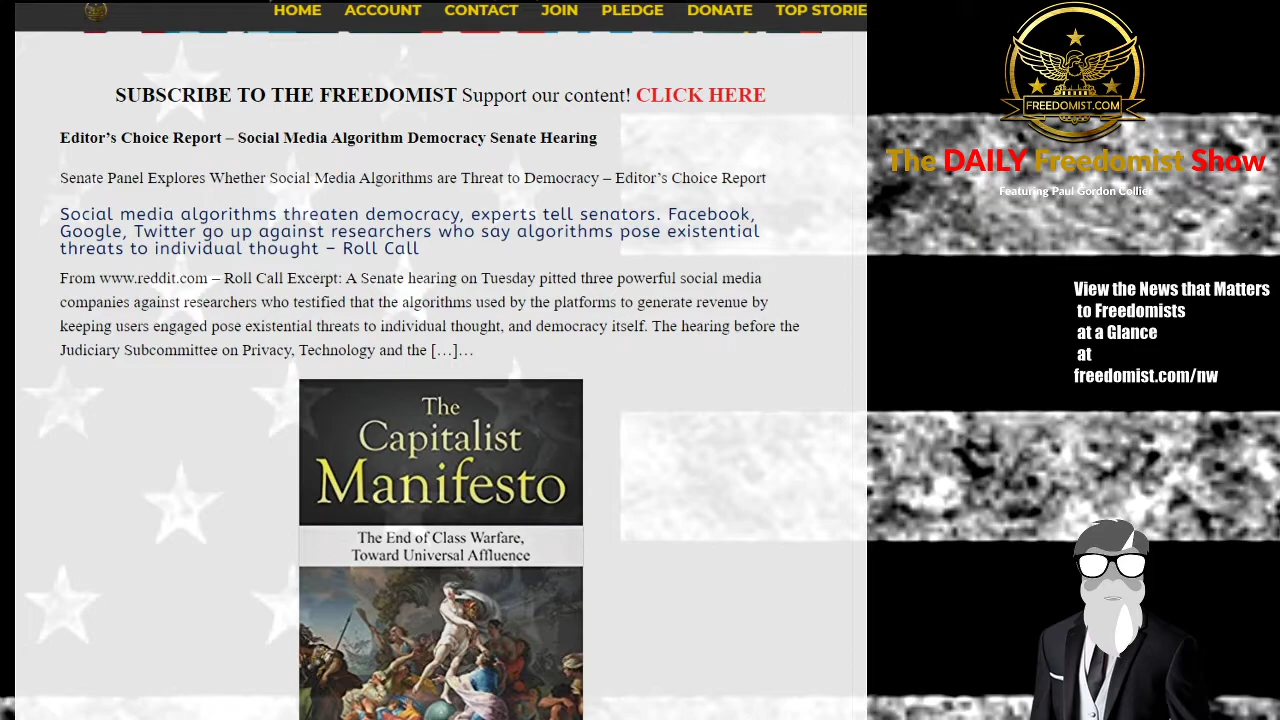 HOME ACCOUNT CONTACT JOIN PLEDGE DONATE TOP STORIE
SUBSCRIBE TO THE FREEDOMIST Support our content! CLICK HERE
Editor's Choice Report – Social Media Algorithm Democracy Senate Hearing
Senate Panel Explores Whether Social Media Algorithms are Threat to Democracy – Editor's Choice Report
Social media algorithms threaten democracy, experts tell senators. Facebook,
Google, Twitter go up against researchers who say algorithms pose existential
threats to individual thought – Roll Call
From www.reddit.com – Roll Call Excerpt: A Senate hearing on Tuesday pitted three powerful social media
companies against researchers who testified that the algorithms used by the platforms to generate revenue by
keeping users engaged pose existential threats to individual thought, and democracy itself. The hearing before the
Judiciary Subcommittee on Privacy, Technology and the […]…
The
Capitalist
Manifesto
The End of Class Warfare,
Toward Universal Affluence
FREEDOMIST.COM
The DAILY Freedomist Show
Featuring Paul Gordon Collier
View the News that Matters
to Freedomists
at a Glance
at
freedomist.com/nw